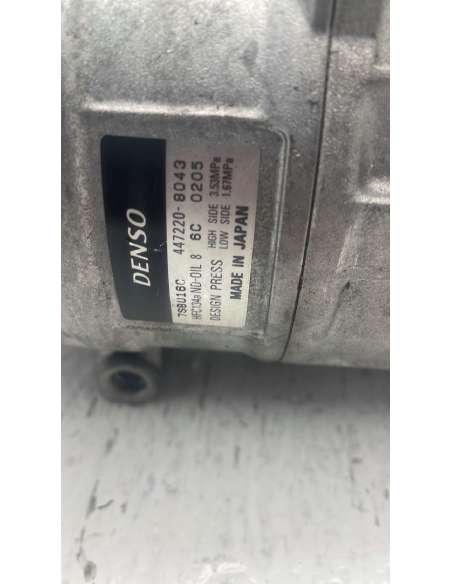 DENSO
7SBU16C 447220-8043
HFC134a ND-OIL 8 6C 0205
DESIGN PRESS HIGH SIDE 3.53MPa
LOW SIDE 1.67MPa
MADE IN JAPAN